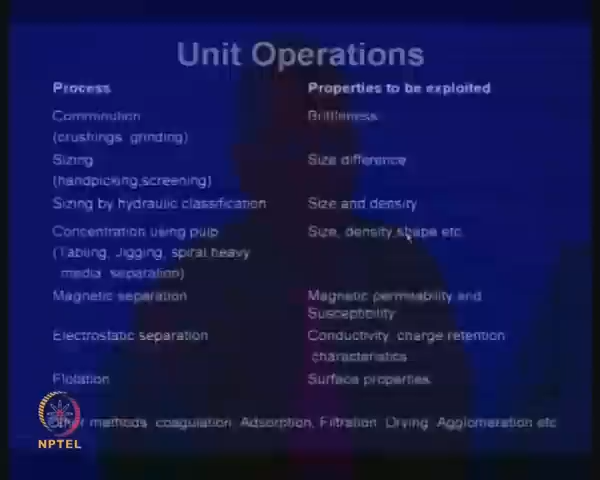 Unit Operations
Process Properties to be exploited
Comminution Brittleness
(crushings, grinding)
Sizing Size difference
(handpicking,screening)
Sizing by hydraulic classification Size and density
Concentration using pulp Size, density,shape etc.
(Tabling, Jigging, spiral,heavy
media separation)
Magnetic separation Magnetic permeability and
Susceptibility
Electrostatic separation Conductivity, charge retention
characteristics
Flotation Surface properties
Other methods coagulation, Adsorption, Filtration, Drying, Agglomeration etc
NPTEL